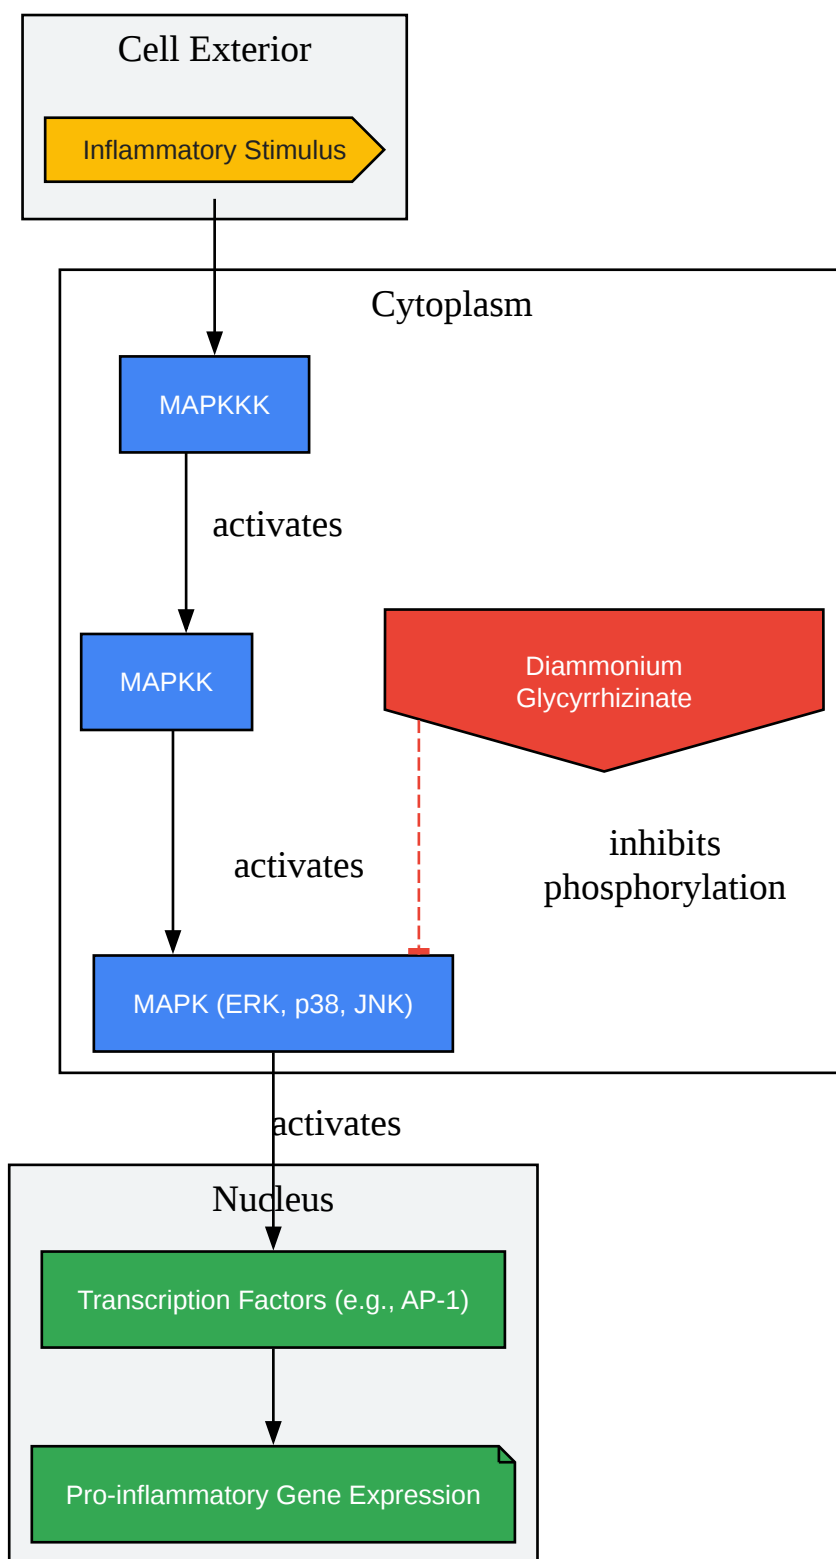 Cell Exterior
Inflammatory Stimulus
Cytoplasm
MAPKKK
activates
MAPKK
Diammonium
Glycyrrhizinate
activates
inhibits
phosphorylation
MAPK (ERK, p38, JNK)
activates
Nucleus
Transcription Factors (e.g., AP-1)
Pro-inflammatory Gene Expression